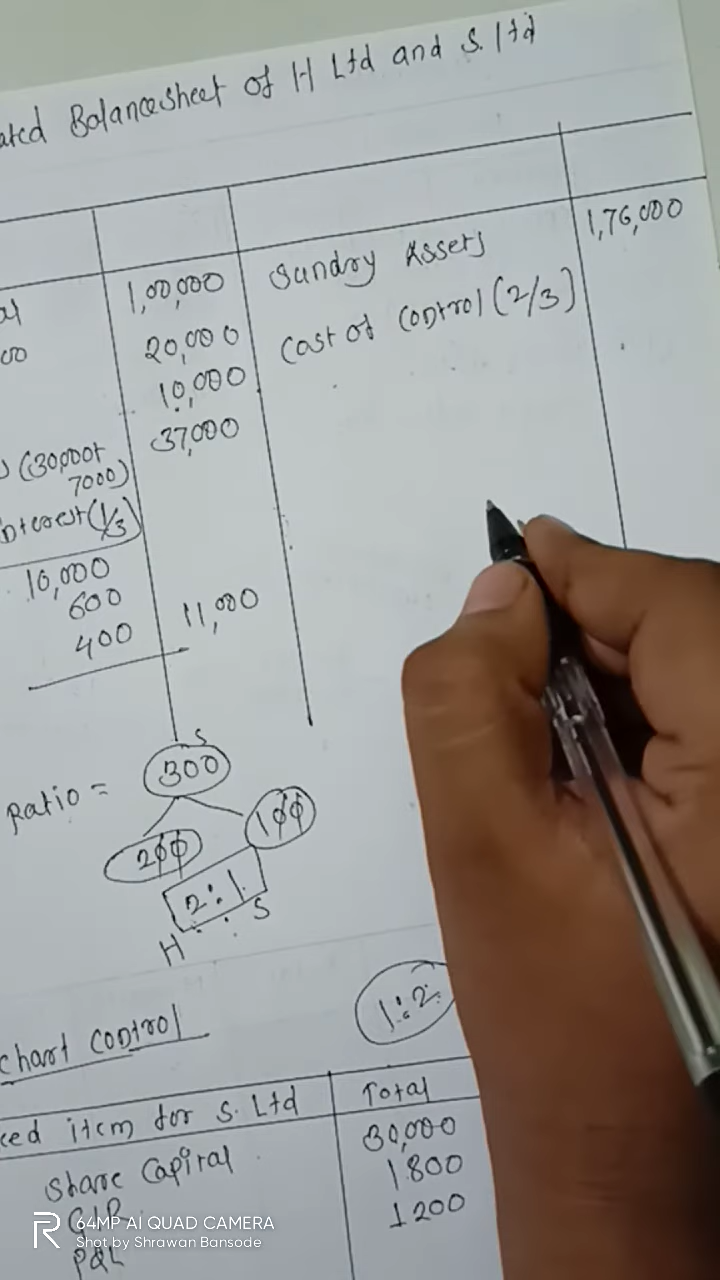 ated Balancesheet of H Ltd and S. ltd
1,00,000 Sundry Assets 1,76,000
00 20,000 Cost of Control (2/3)
10,000
(30,000+ 37,000
7000)
nterest (1/3)
10,000
600 11,000
400
S
Ratio = 300
200 100
2:1
H : S
1:2
chart control
ced item for S. Ltd Total
Share Capital 30,000
G/R 1800
P&L 1200
64MP AI QUAD CAMERA
Shot by Shrawan Bansode